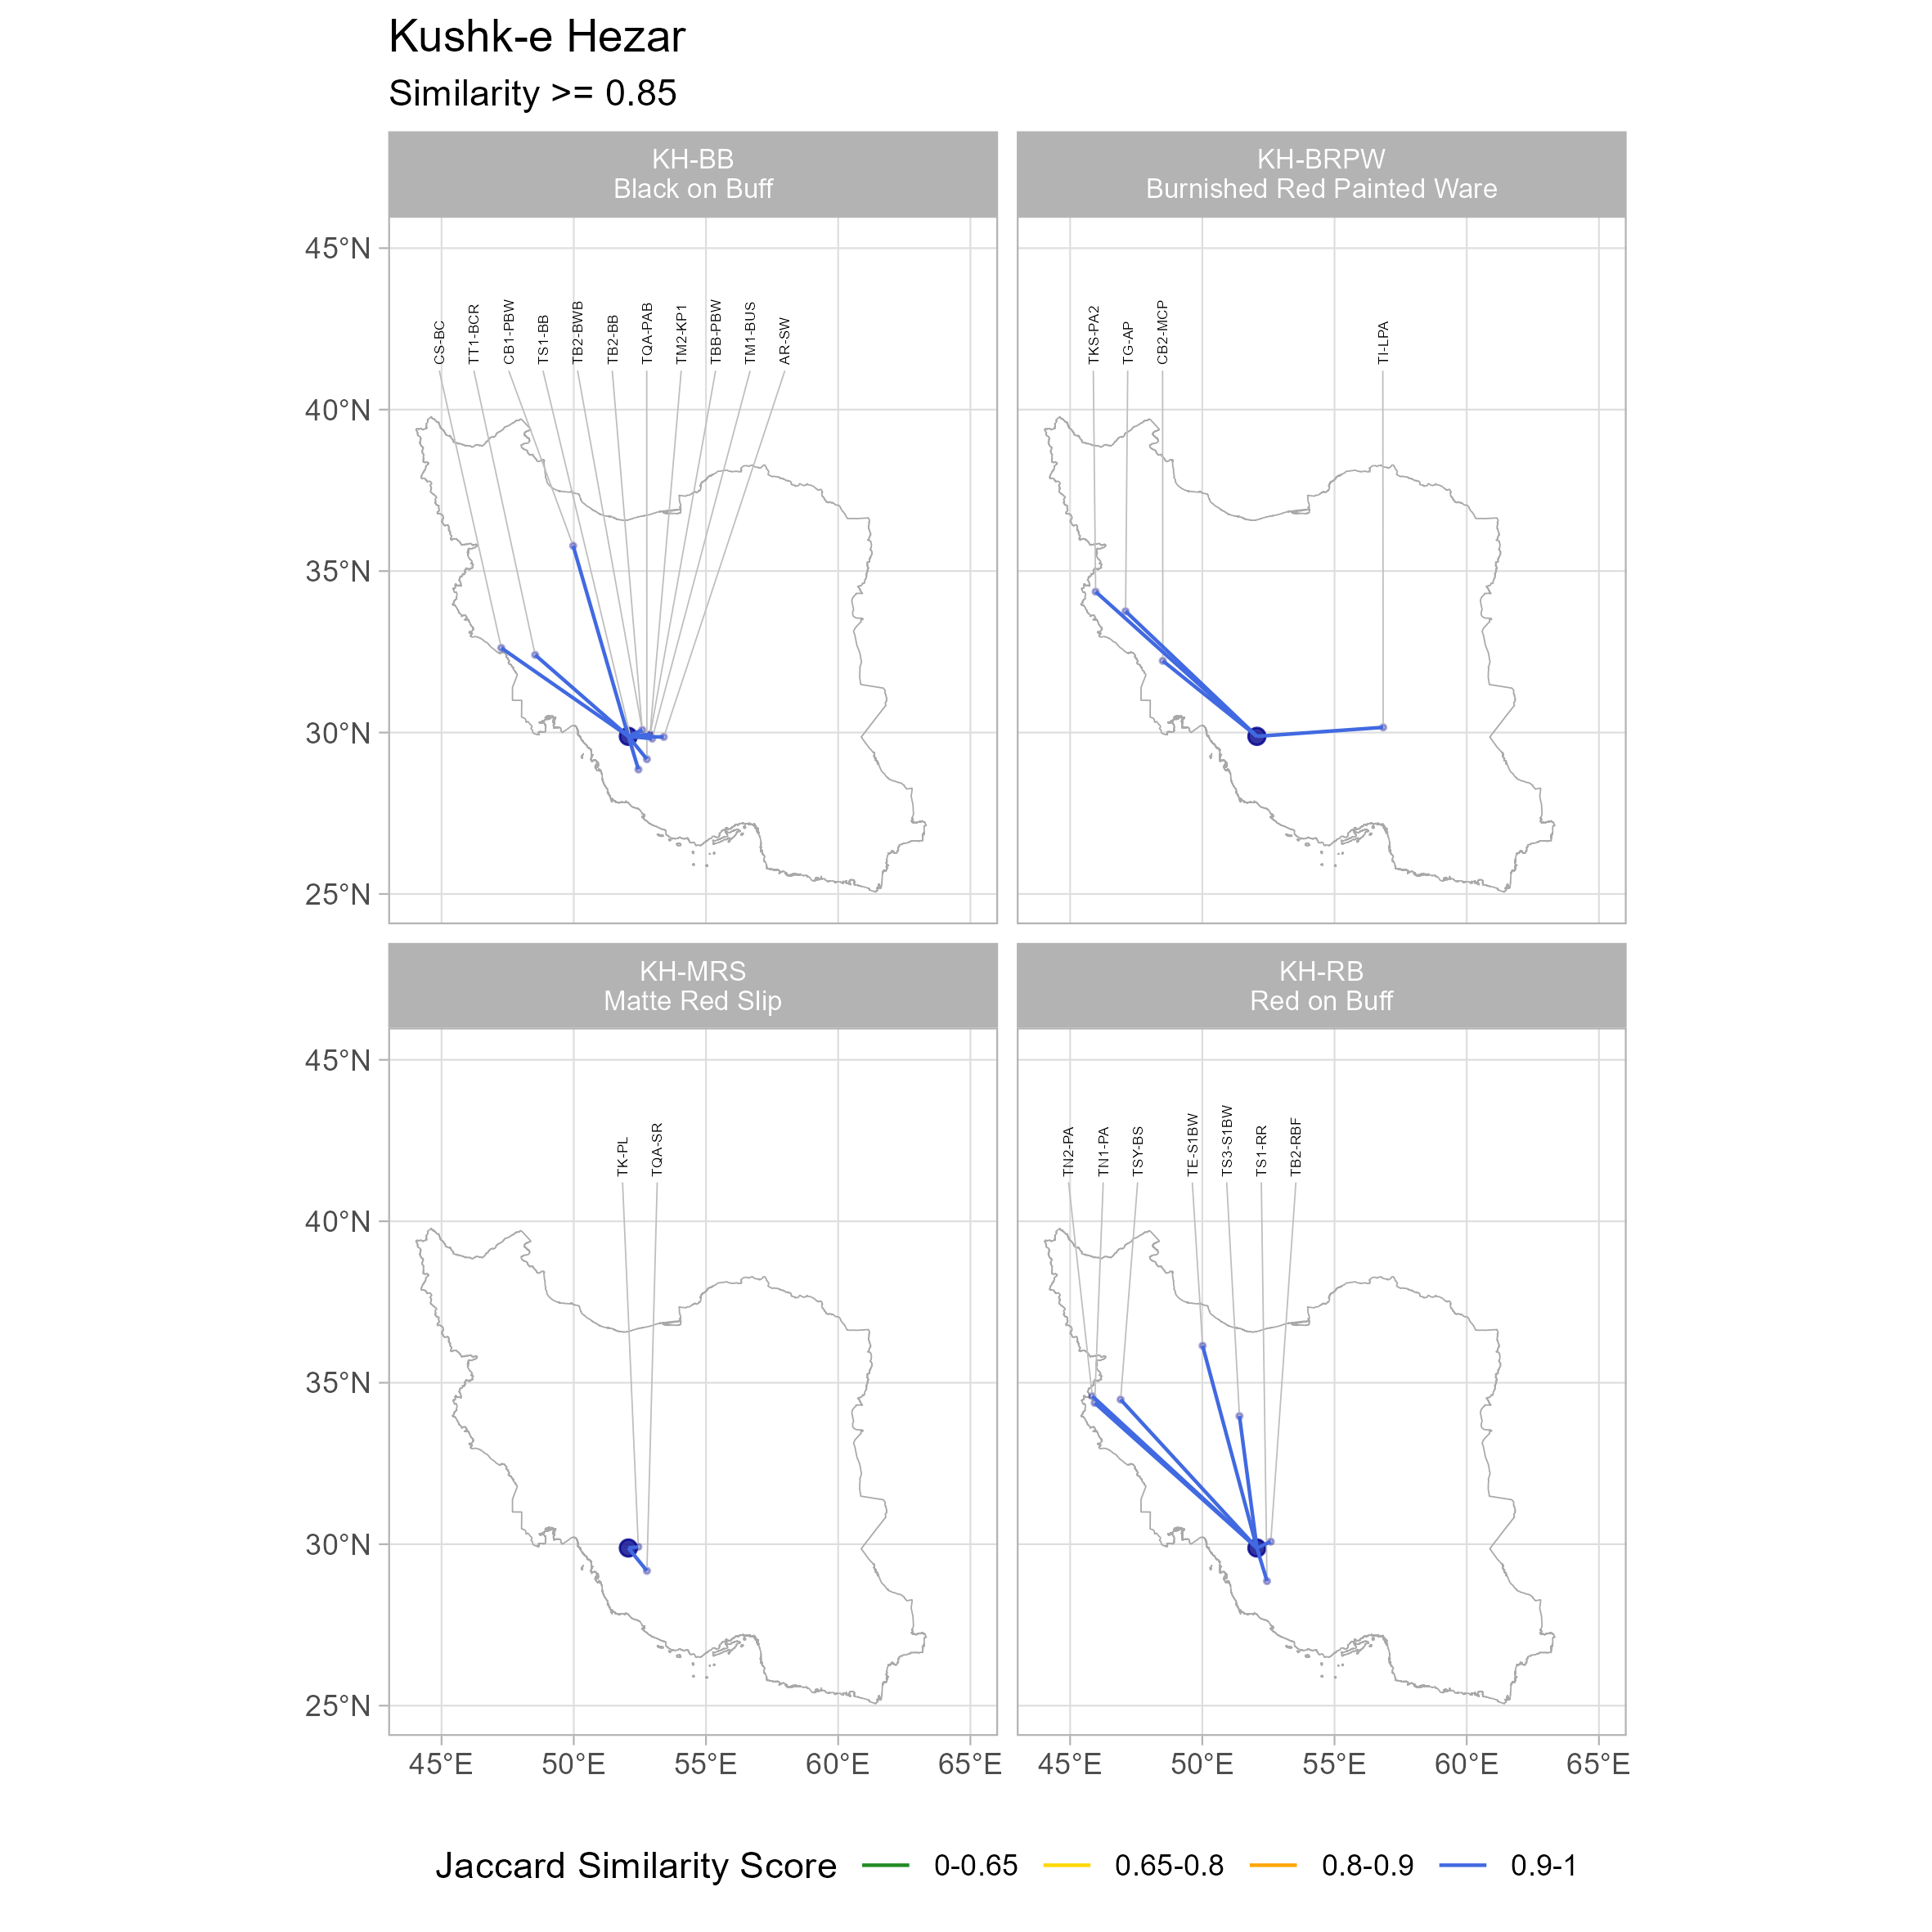 Kushk-e Hezar
Similarity >= 0.85
KH-BB
Black on Buff
45°N
40°N
35°N
30°N
25°N
CS-BC
TT1-BCR
CB1-PBW
TS1-BB
TB2-BWB
TB2-BB
TQA-PAB
TM2-KP1
TBB-PBW
TM1-BUS
AR-SW
KH-BRPW
Burnished Red Painted Ware
TKS-PA2
TG-AP
CB2-MCP
TI-LPA
KH-MRS
Matte Red Slip
45°N
40°N
35°N
30°N
25°N
TK-PL
TQA-SR
45°E 50°E 55°E 60°E 65°E
KH-RB
Red on Buff
TN2-PA
TN1-PA
TSY-BS
TE-S1BW
TS3-S1BW
TS1-RR
TB2-RBF
45°E 50°E 55°E 60°E 65°E
Jaccard Similarity Score 0-0.65 0.65-0.8 0.8-0.9 0.9-1